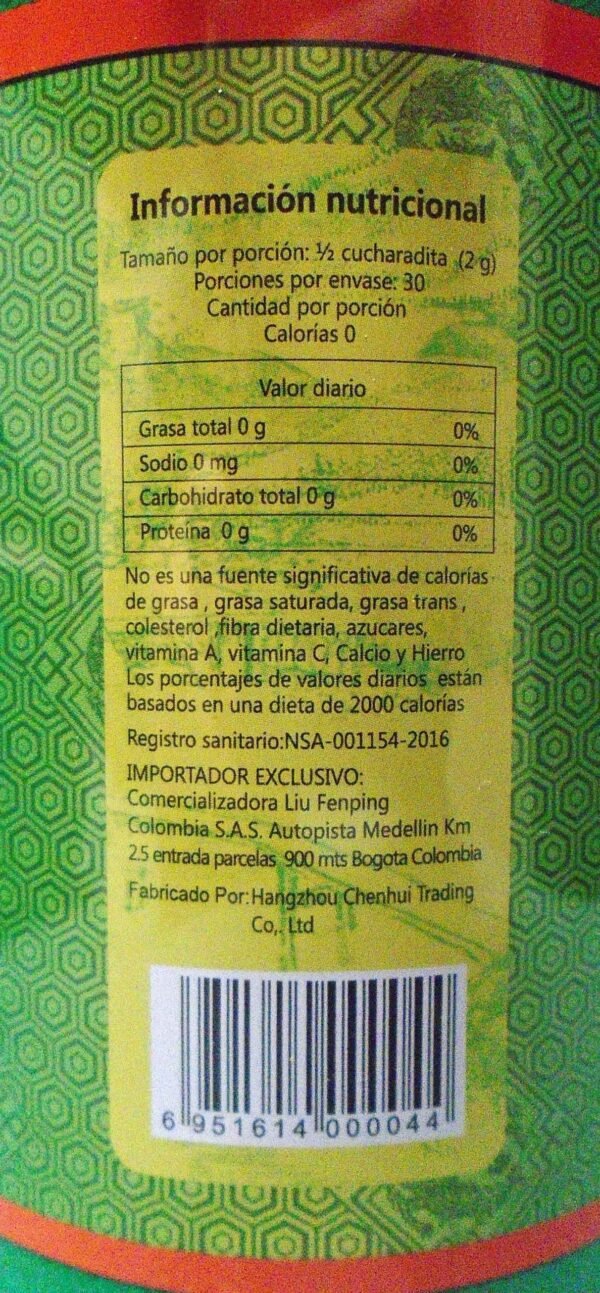 Información nutricional
Tamaño por porción: ½ cucharadita (2 g)
Porciones por envase: 30
Cantidad por porción
Calorías 0
Valor diario
Grasa total 0 g 0%
Sodio 0 mg 0%
Carbohidrato total 0 g 0%
Proteína 0 g 0%
No es una fuente significativa de calorías
de grasa , grasa saturada, grasa trans ,
colesterol ,fibra dietaria, azucares,
vitamina A, vitamina C, Calcio y Hierro
Los porcentajes de valores diarios están
basados en una dieta de 2000 calorías
Registro sanitario:NSA-001154-2016
IMPORTADOR EXCLUSIVO:
Comercializadora Liu Fenping
Colombia S.A.S. Autopista Medellin Km
2.5 entrada parcelas 900 mts Bogota Colombia
Fabricado Por:Hangzhou Chenhui Trading
Co,. Ltd
6 951614 000044